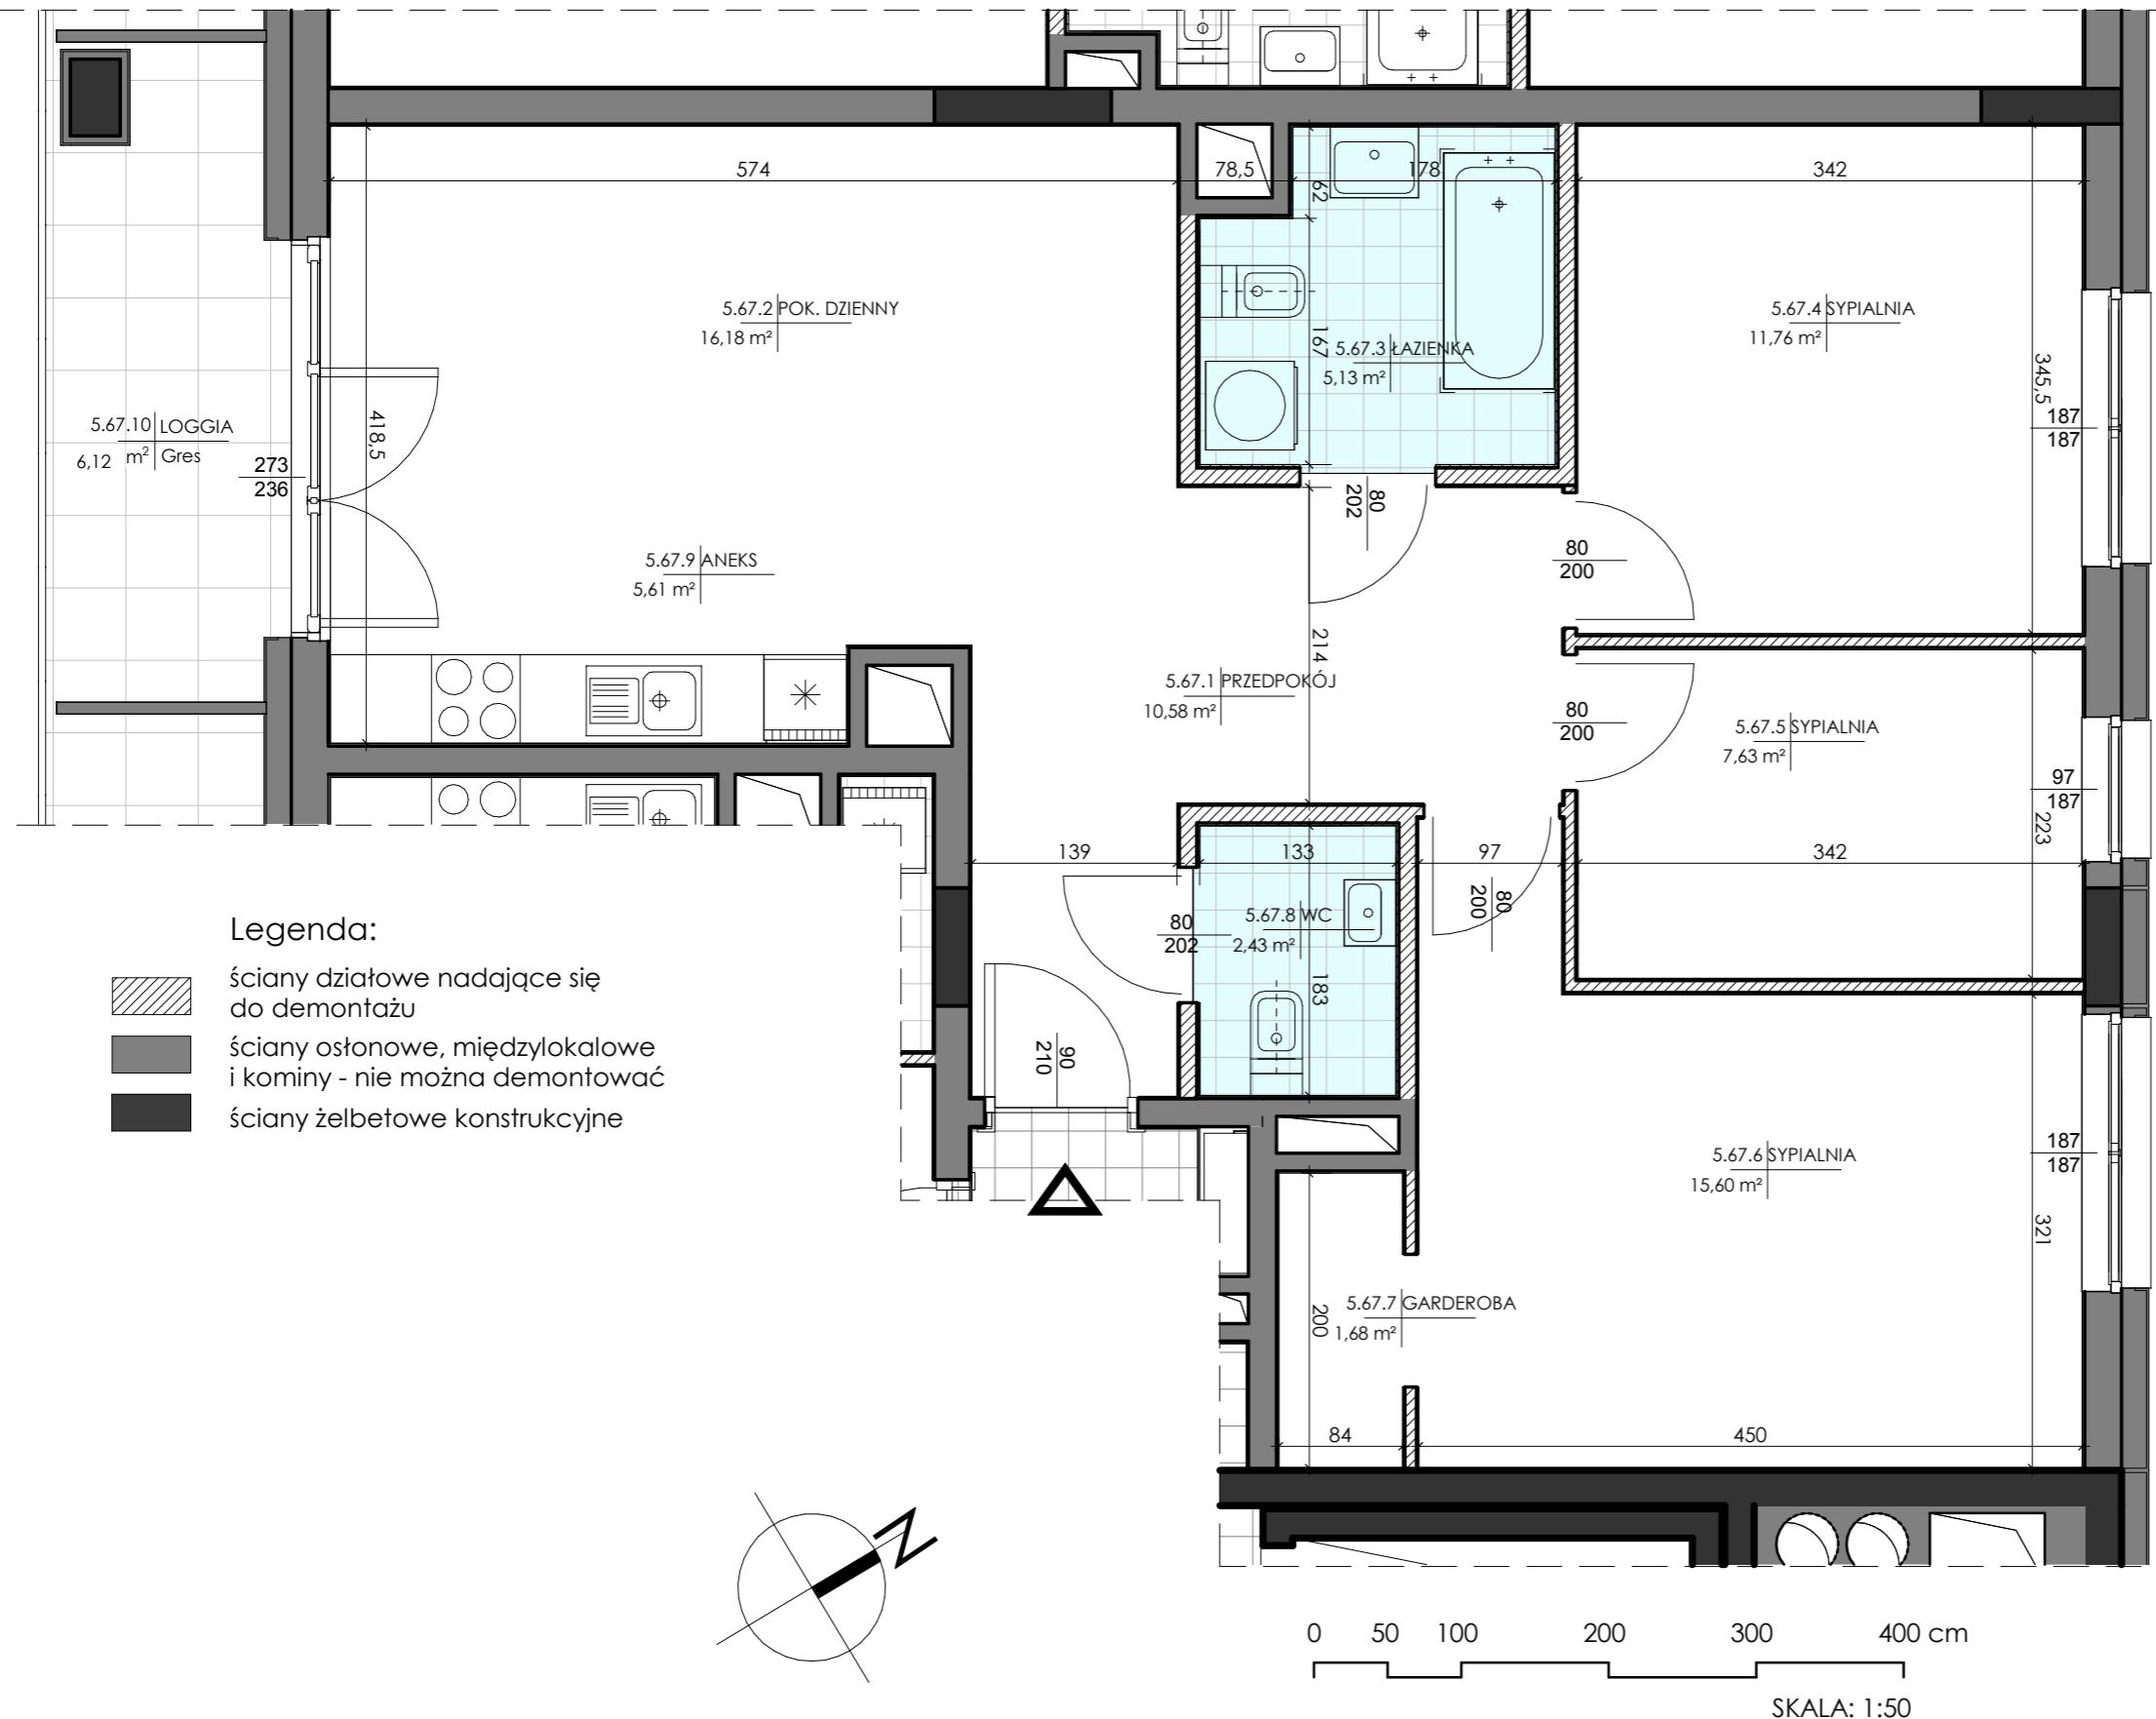 574
78,5
178
342
62
5.67.2 POK. DZIENNY
16,18 m²
5.67.4 SYPIALNIA
11,76 m²
167
5.67.3 ŁAZIENKA
5,13 m²
345,5
187
187
5.67.10 LOGGIA
6,12 m² Gres
418,5
273
236
80
202
80
200
5.67.9 ANEKS
5,61 m²
214
5.67.1 PRZEDPOKÓJ
10,58 m²
80
200
5.67.5 SYPIALNIA
7,63 m²
97
187
223
139
133
97
342
80
200
80
202
5.67.8 WC
2,43 m²
183
90
210
Legenda:
ściany działowe nadające się
do demontażu
ściany osłonowe, międzylokalowe
i kominy - nie można demontować
ściany żelbetowe konstrukcyjne
187
187
5.67.6 SYPIALNIA
15,60 m²
321
200
5.67.7 GARDEROBA
1,68 m²
84
450
N
0 50 100 200 300 400 cm
SKALA: 1:50